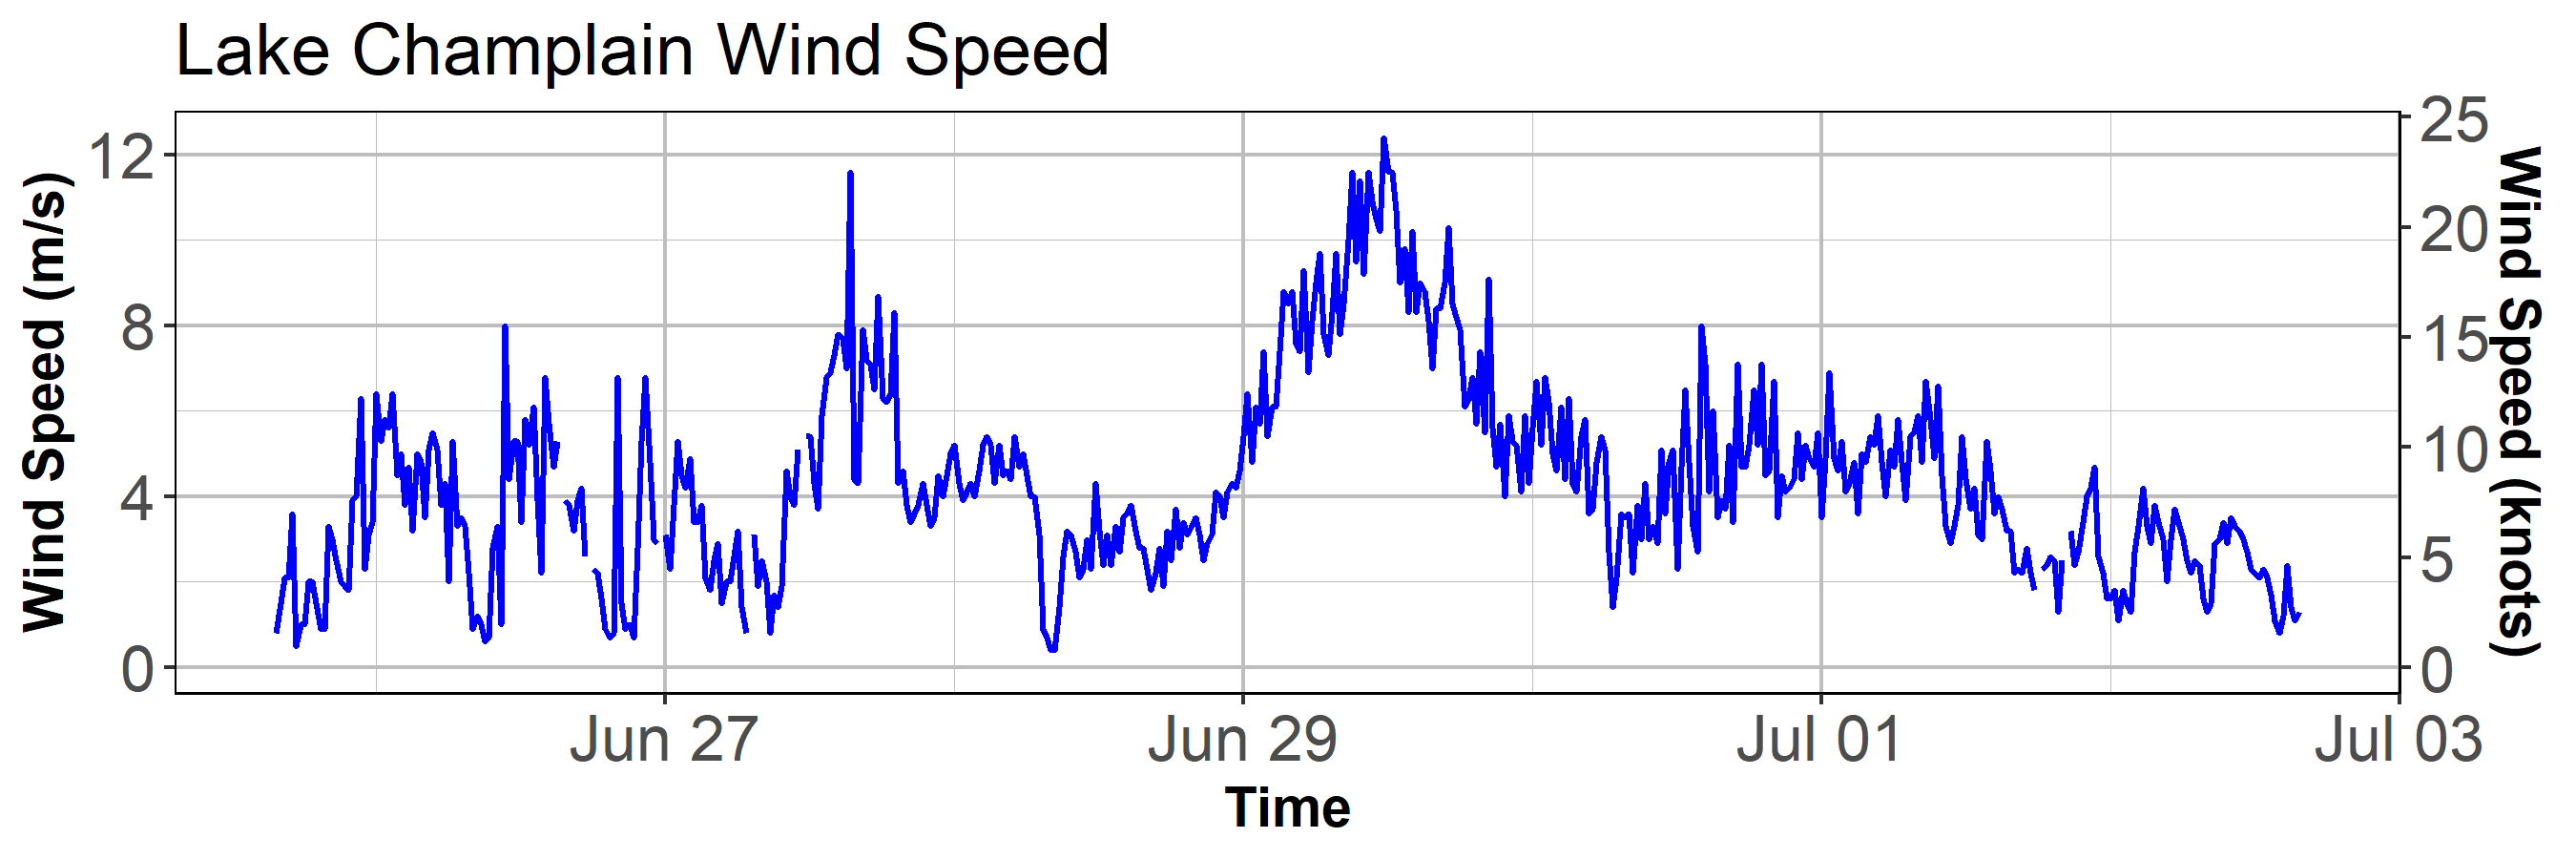 Lake Champlain Wind Speed
Wind Speed (m/s)
12
8
4
0
25
20
15
10
5
0
Wind Speed (knots)
Jun 27
Jun 29
Jul 01
Jul 03
Time